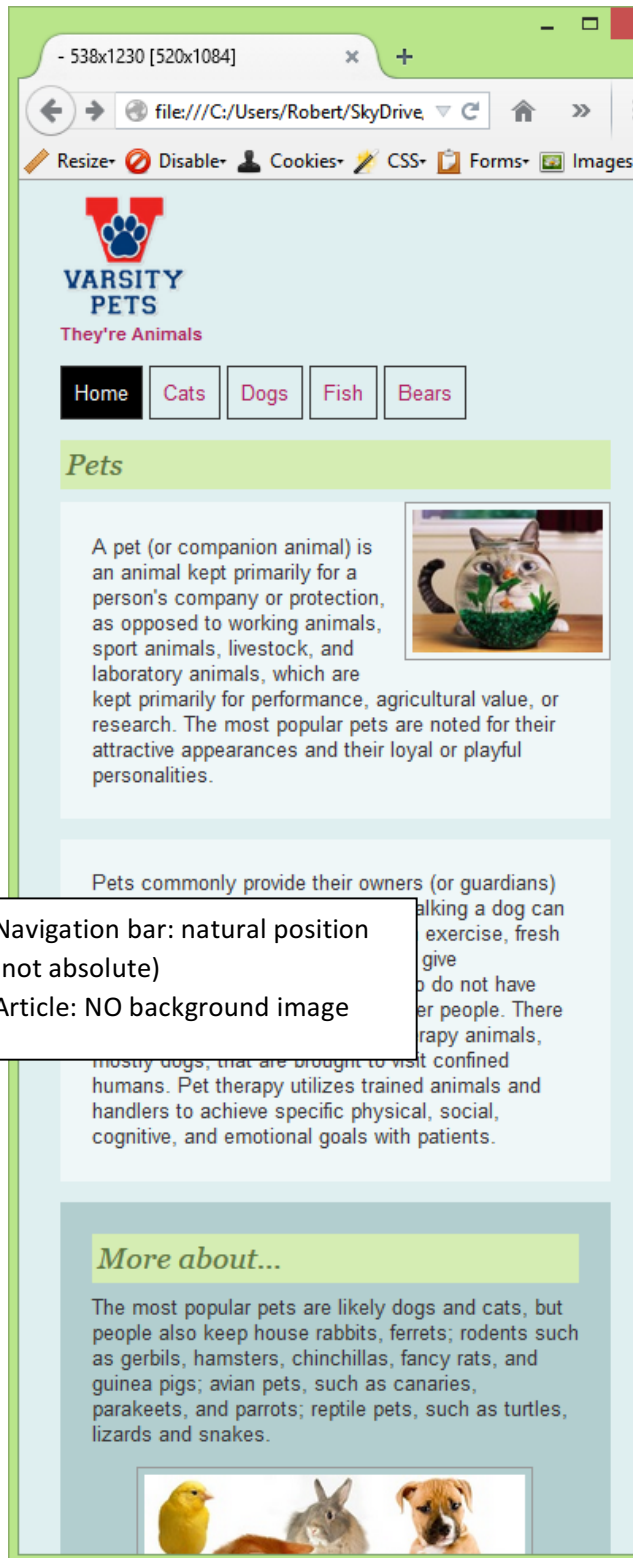 - 538x1230 [520x1084]
file:///C:/Users/Robert/SkyDrive
Resize Disable Cookies CSS Forms Images
V
VARSITY
PETS
They're Animals
Home Cats Dogs Fish Bears
Pets
A pet (or companion animal) is
an animal kept primarily for a
person's company or protection,
as opposed to working animals,
sport animals, livestock, and
laboratory animals, which are
kept primarily for performance, agricultural value, or
research. The most popular pets are noted for their
attractive appearances and their loyal or playful
personalities.
Pets commonly provide their owners (or guardians)
alking a dog can
exercise, fresh
give
do not have
er people. There
rapy animals,
Navigation bar: natural position
not absolute)
Article: NO background image
mostly dogs, that are brought to visit confined
humans. Pet therapy utilizes trained animals and
handlers to achieve specific physical, social,
cognitive, and emotional goals with patients.
More about...
The most popular pets are likely dogs and cats, but
people also keep house rabbits, ferrets; rodents such
as gerbils, hamsters, chinchillas, fancy rats, and
guinea pigs; avian pets, such as canaries,
parakeets, and parrots; reptile pets, such as turtles,
lizards and snakes.